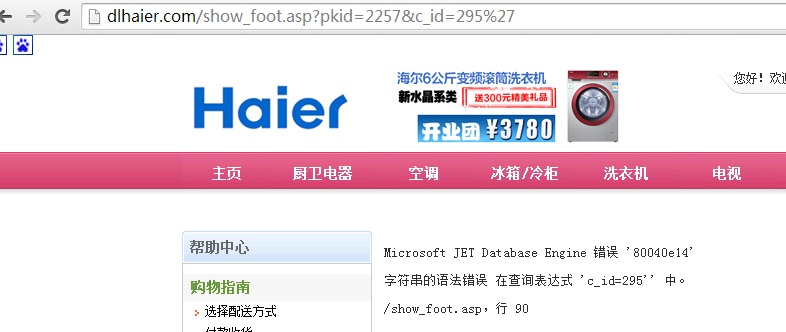 dlhaier.com/show_foot.asp?pkid=2257&c_id=295%27
Haier
海尔6公斤变频滚筒洗衣机
新水晶系类 送300元精美礼品
开业团 ¥3780
您好！欢迎
主页 厨卫电器 空调 冰箱/冷柜 洗衣机 电视
帮助中心
购物指南
选择配送方式
Microsoft JET Database Engine 错误 '80040e14'
字符串的语法错误 在查询表达式 'c_id=295'' 中。
/show_foot.asp，行 90